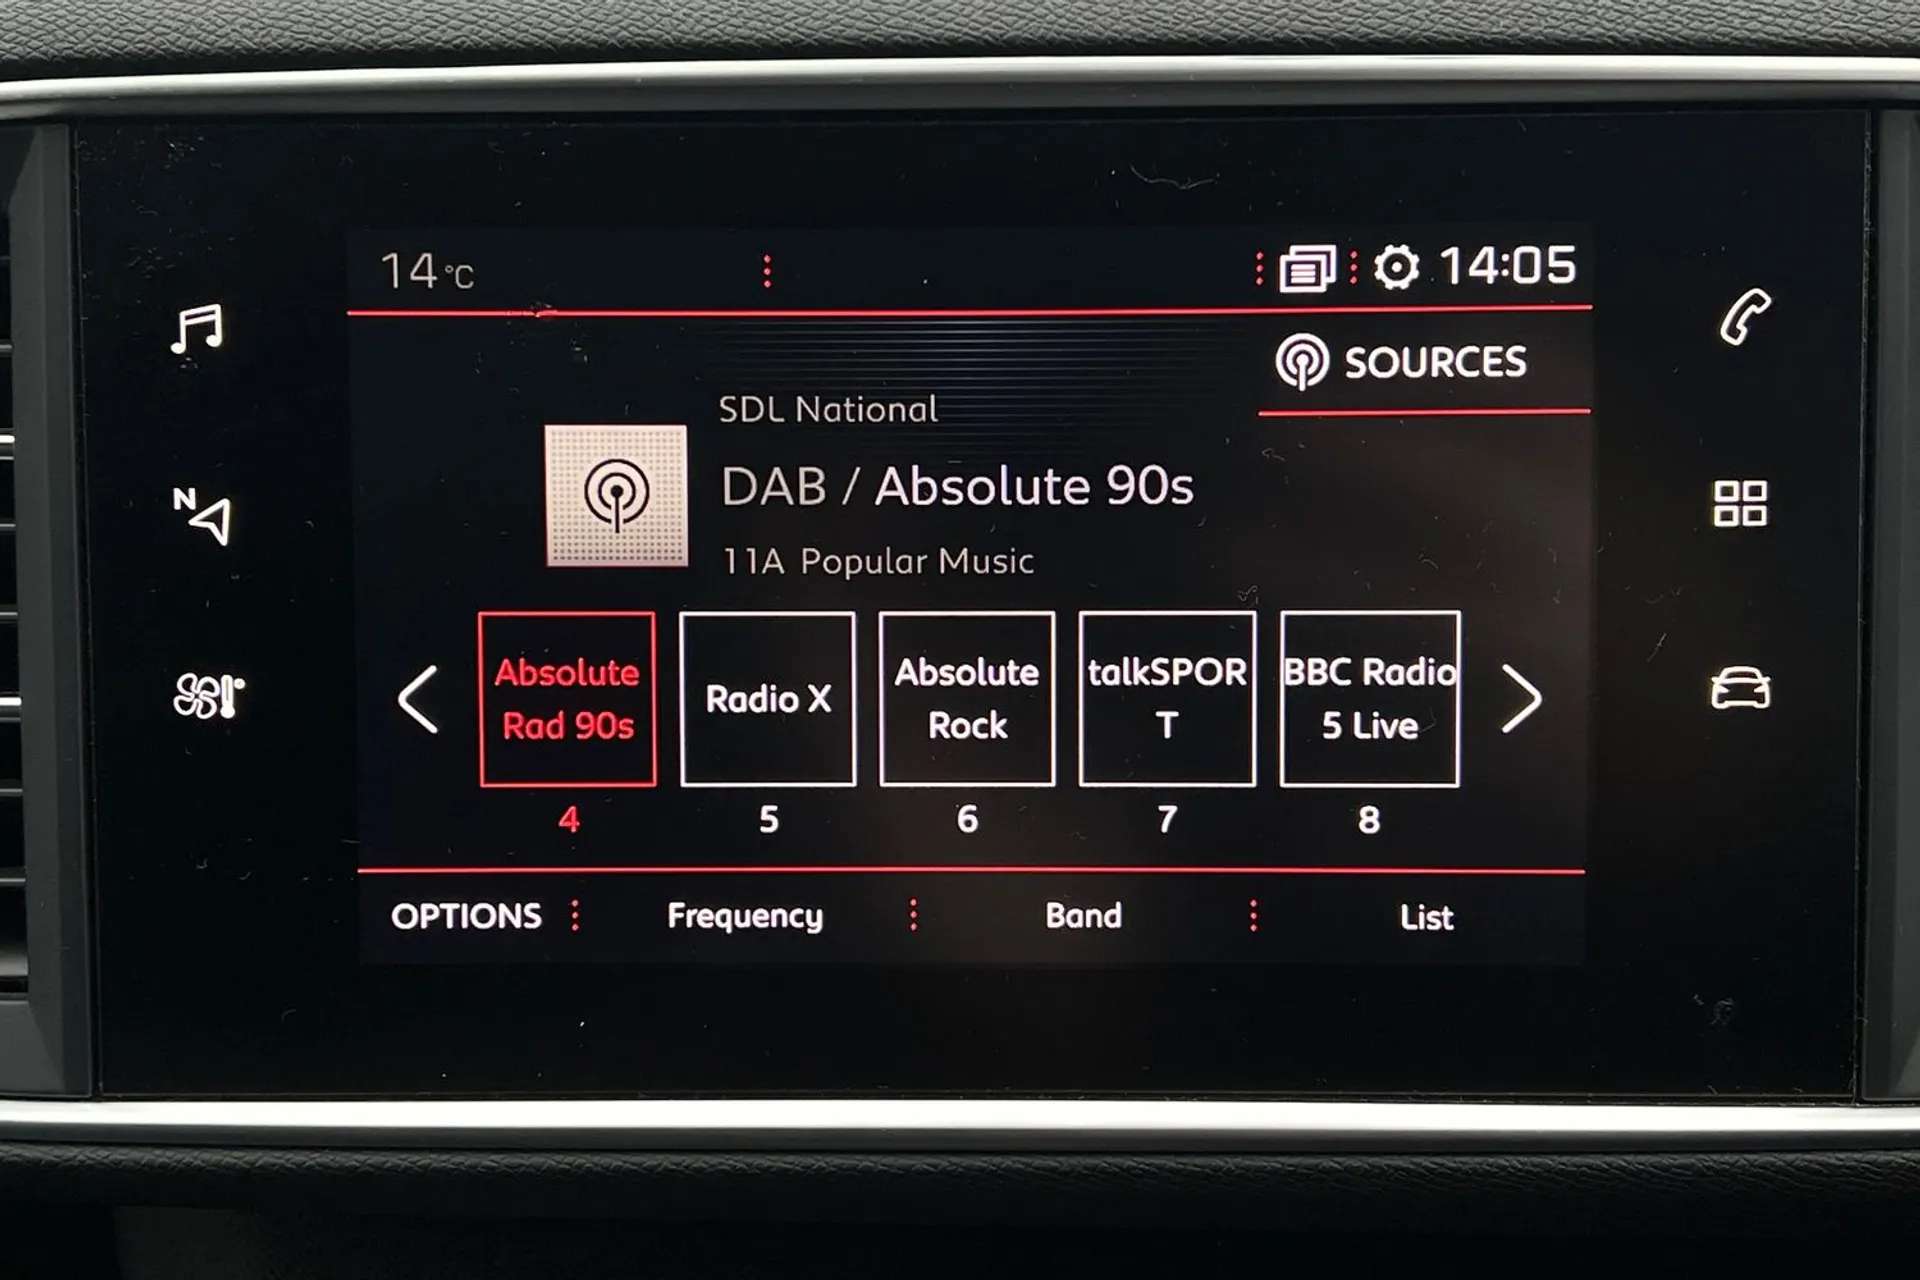 14°C
14:05
SOURCES
SDL National
DAB / Absolute 90s
11A Popular Music
N
Absolute
Rad 90s
Radio X
Absolute
Rock
talkSPOR
T
BBC Radio
5 Live
4 5 6 7 8
OPTIONS Frequency Band List